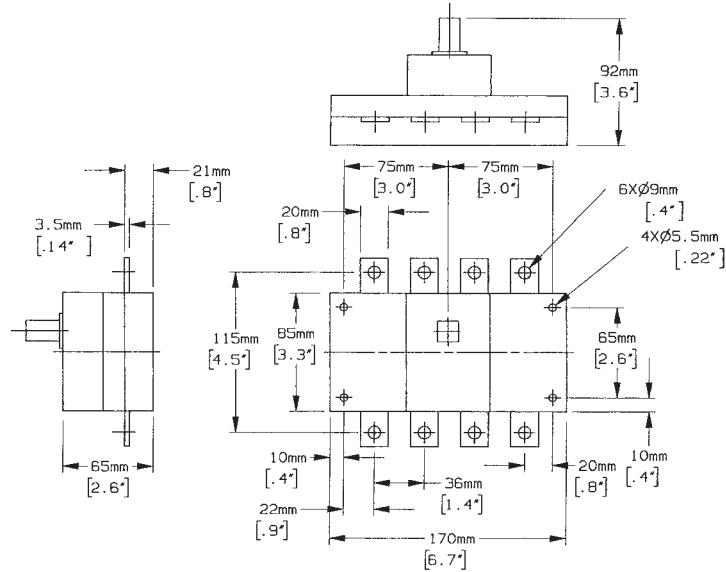 92mm
[3.6"]
21mm
[.8"]
75mm
[3.0"]
75mm
[3.0"]
6XØ9mm
[.4"]
3.5mm
[.14"]
20mm
[.8"]
4XØ5.5mm
[.22"]
115mm
[4.5"]
85mm
[3.3"]
65mm
[2.6"]
65mm
[2.6"]
10mm
[.4"]
36mm
[1.4"]
20mm
[.8"]
10mm
[.4"]
22mm
[.9"]
170mm
[6.7"]